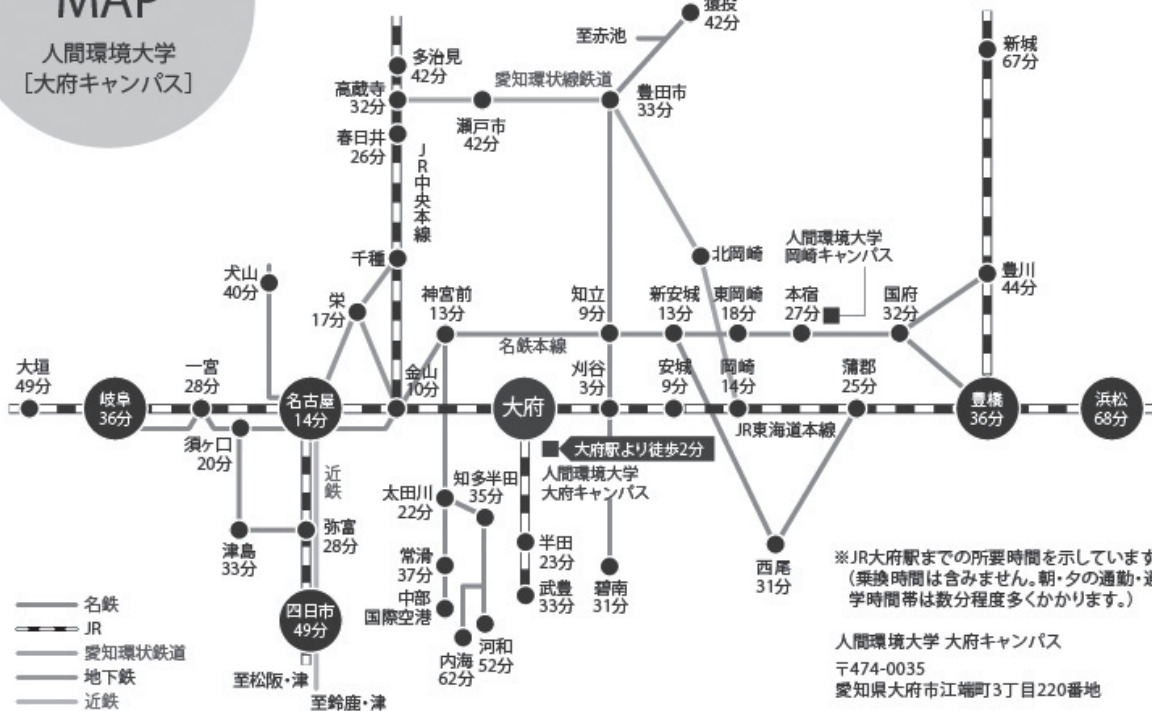 MAP
人間環境大学
［大府キャンパス］
多治見
42分
高蔵寺
32分
春日井
26分
JR中央本線
愛知環状線鉄道
瀬戸市
42分
至赤池
猿投
42分
豊田市
33分
新城
67分
千種
栄
17分
犬山
40分
北岡崎
人間環境大学
岡崎キャンパス
豊川
44分
神宮前
13分
知立
9分
新安城
13分
東岡崎
18分
本宿
27分
国府
32分
名鉄本線
大垣
49分
岐阜
36分
一宮
28分
名古屋
14分
金山
10分
大府
刈谷
3分
安城
9分
岡崎
14分
蒲郡
25分
豊橋
36分
浜松
68分
JR東海道本線
須ヶ口
20分
大府駅より徒歩2分
人間環境大学
大府キャンパス
近鉄
津島
33分
弥富
28分
太田川
22分
知多半田
35分
常滑
37分
中部
国際空港
半田
23分
武豊
33分
碧南
31分
西尾
31分
四日市
49分
内海
62分
河和
52分
至松阪・津
至鈴鹿・津
名鉄
JR
愛知環状鉄道
地下鉄
近鉄
※JR大府駅までの所要時間を示しています
（乗換時間は含みません。朝・夕の通勤・通
学時間帯は数分程度多くかかります。）
人間環境大学 大府キャンパス
〒474-0035
愛知県大府市江端町3丁目220番地